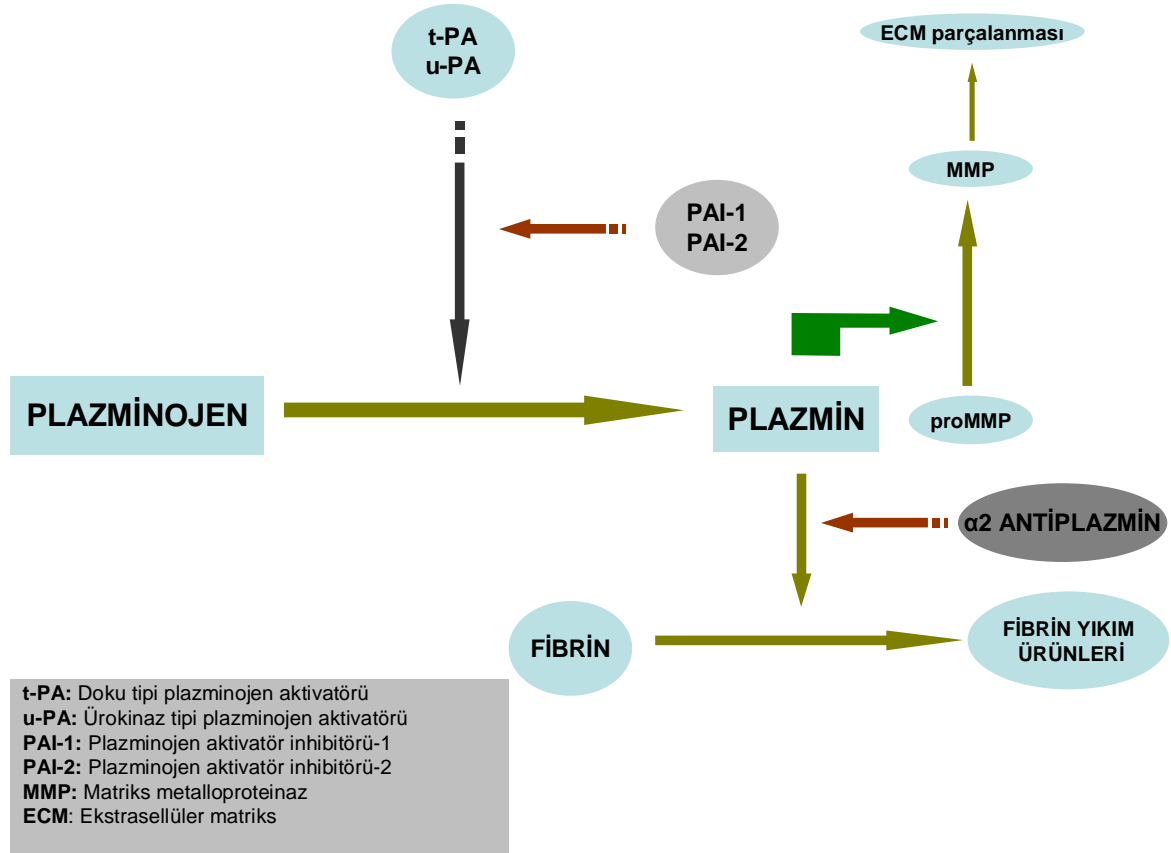 t-PA
u-PA
ECM parçalanması
MMP
PAI-1
PAI-2
PLAZMİNOJEN
PLAZMİN
proMMP
α2 ANTİPLAZMİN
FİBRİN
FİBRİN YIKIM
ÜRÜNLERİ
t-PA: Doku tipi plazminojen aktivatörü
u-PA: Ürokinaz tipi plazminojen aktivatörü
PAI-1: Plazminojen aktivatör inhibitörü-1
PAI-2: Plazminojen aktivatör inhibitörü-2
MMP: Matriks metalloproteinaz
ECM: Ekstrasellüler matriks